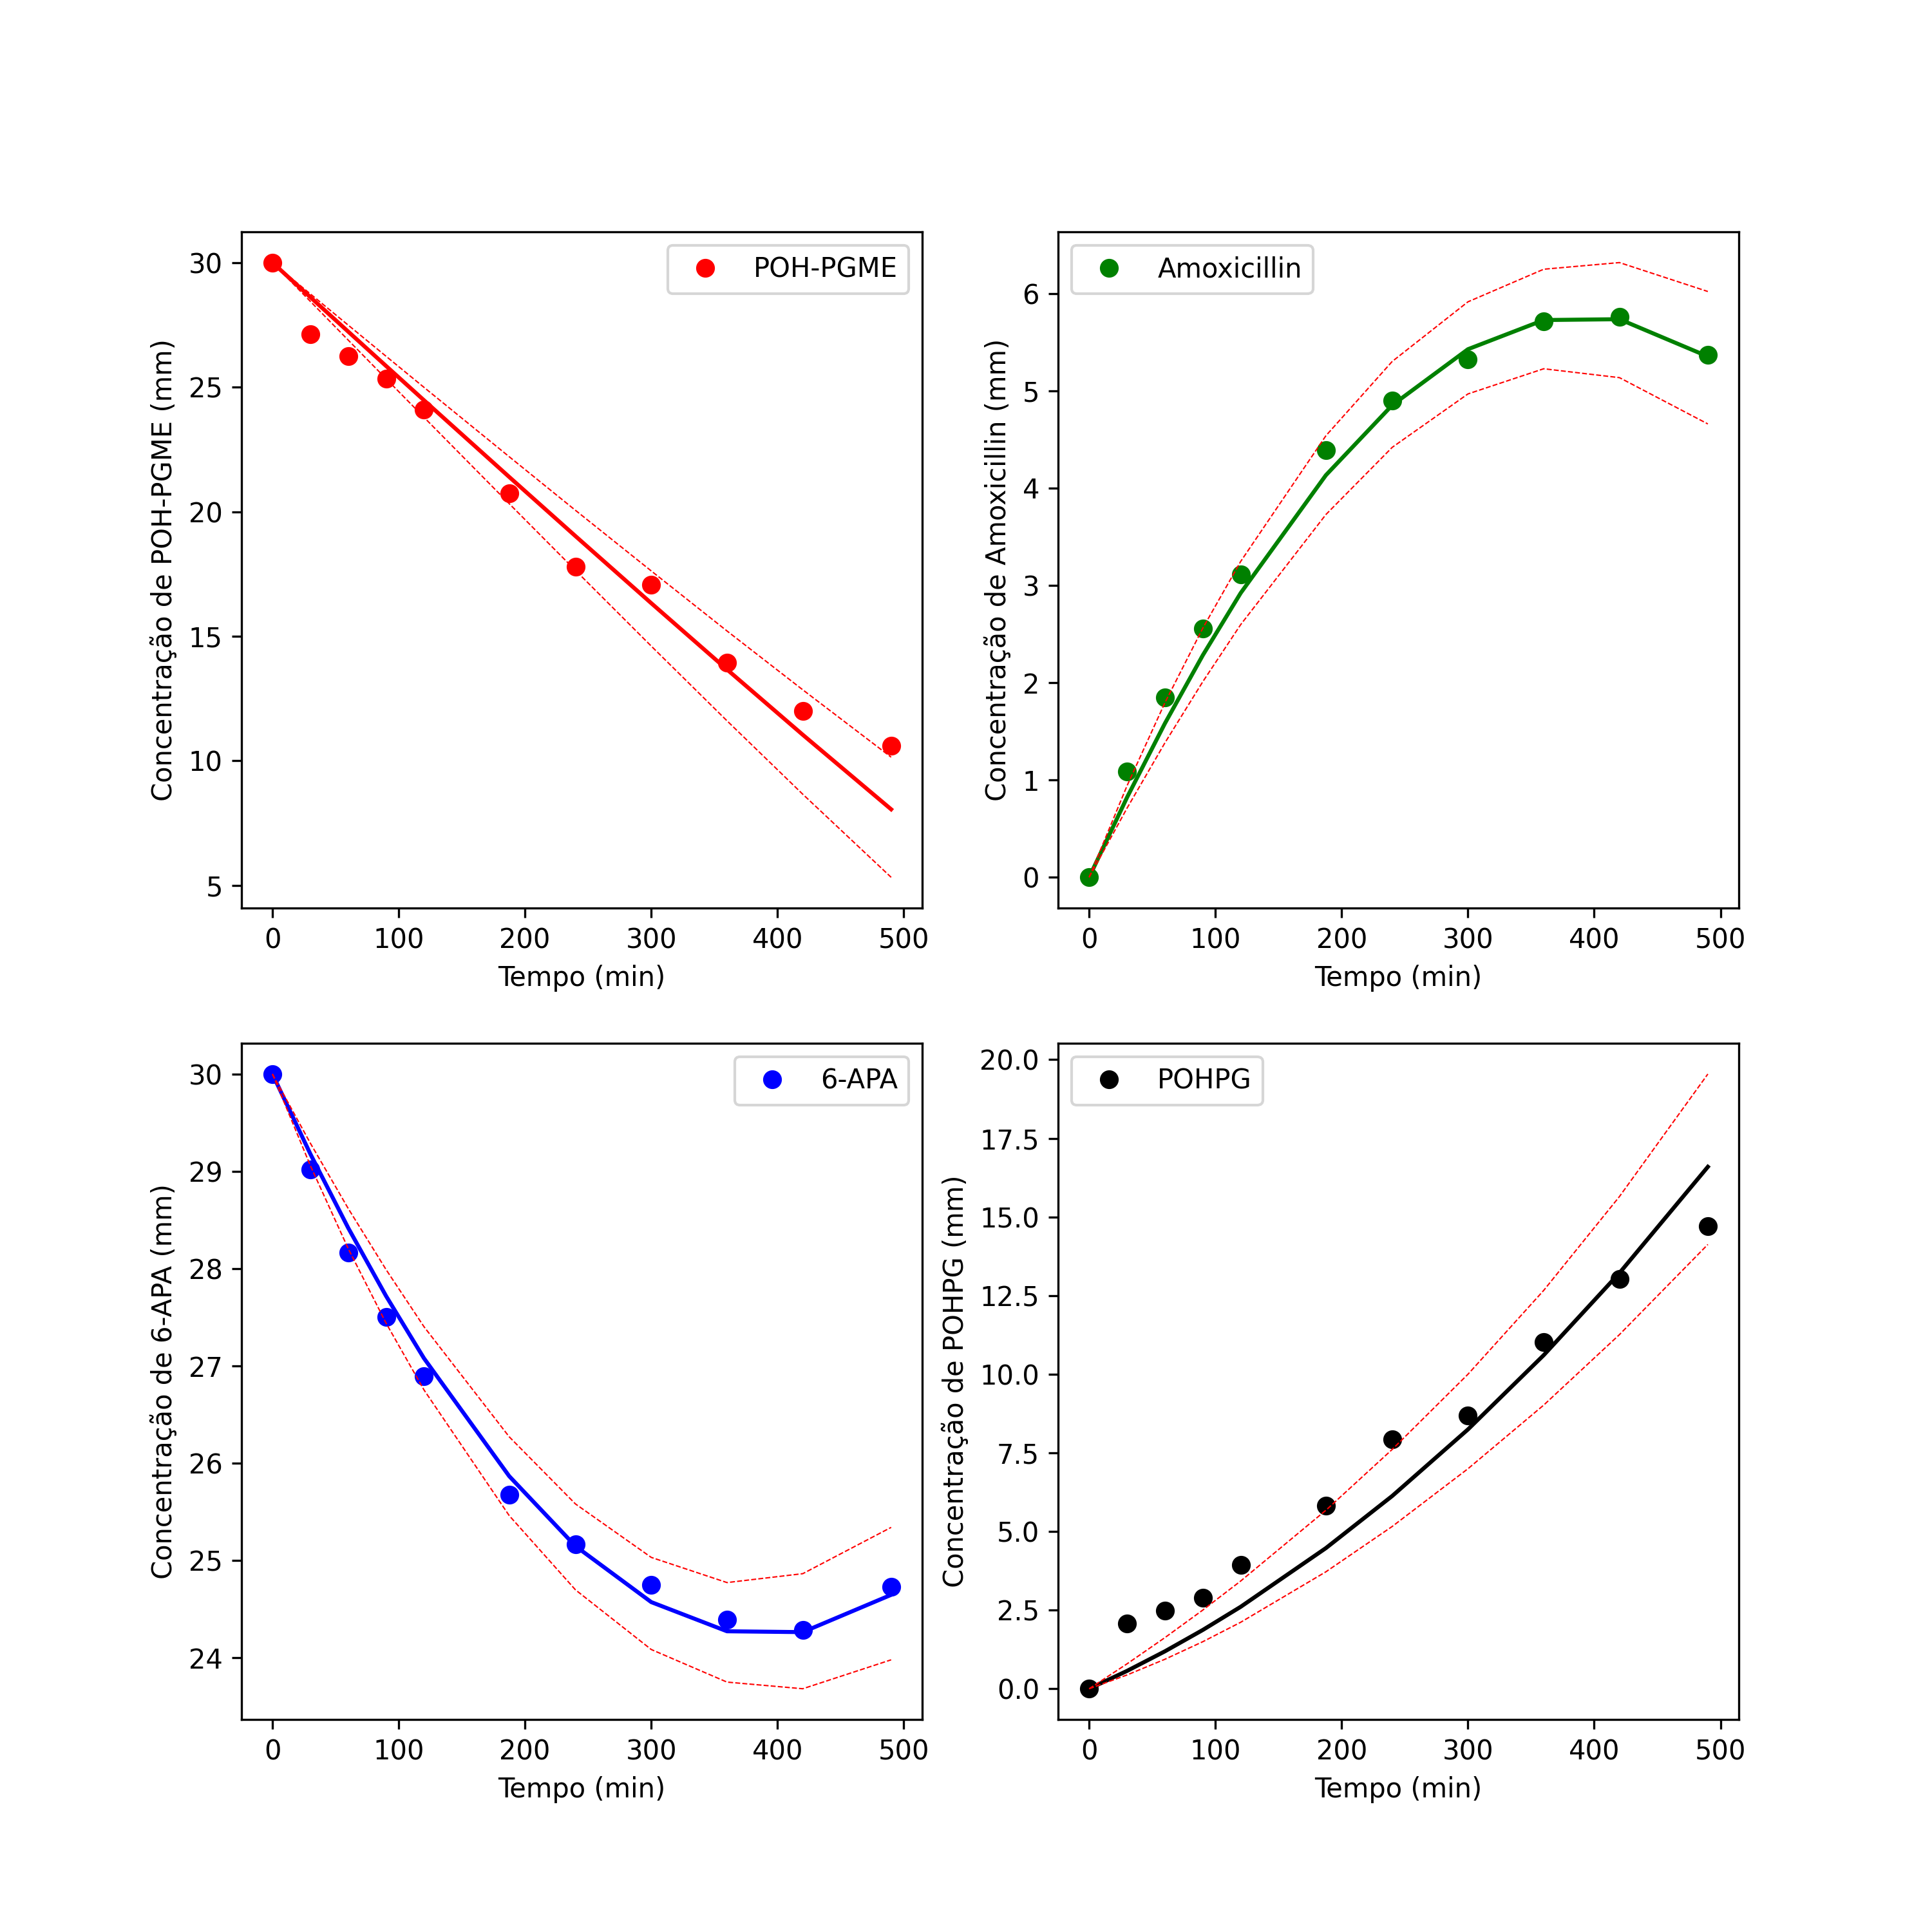 POH-PGME
Concentração de POH-PGME (mm)
30
25
20
15
10
5
0 100 200 300 400 500
Tempo (min)
Amoxicillin
Concentração de Amoxicillin (mm)
6
5
4
3
2
1
0
0 100 200 300 400 500
Tempo (min)
6-APA
Concentração de 6-APA (mm)
30
29
28
27
26
25
24
0 100 200 300 400 500
Tempo (min)
POHPG
Concentração de POHPG (mm)
20.0
17.5
15.0
12.5
10.0
7.5
5.0
2.5
0.0
0 100 200 300 400 500
Tempo (min)